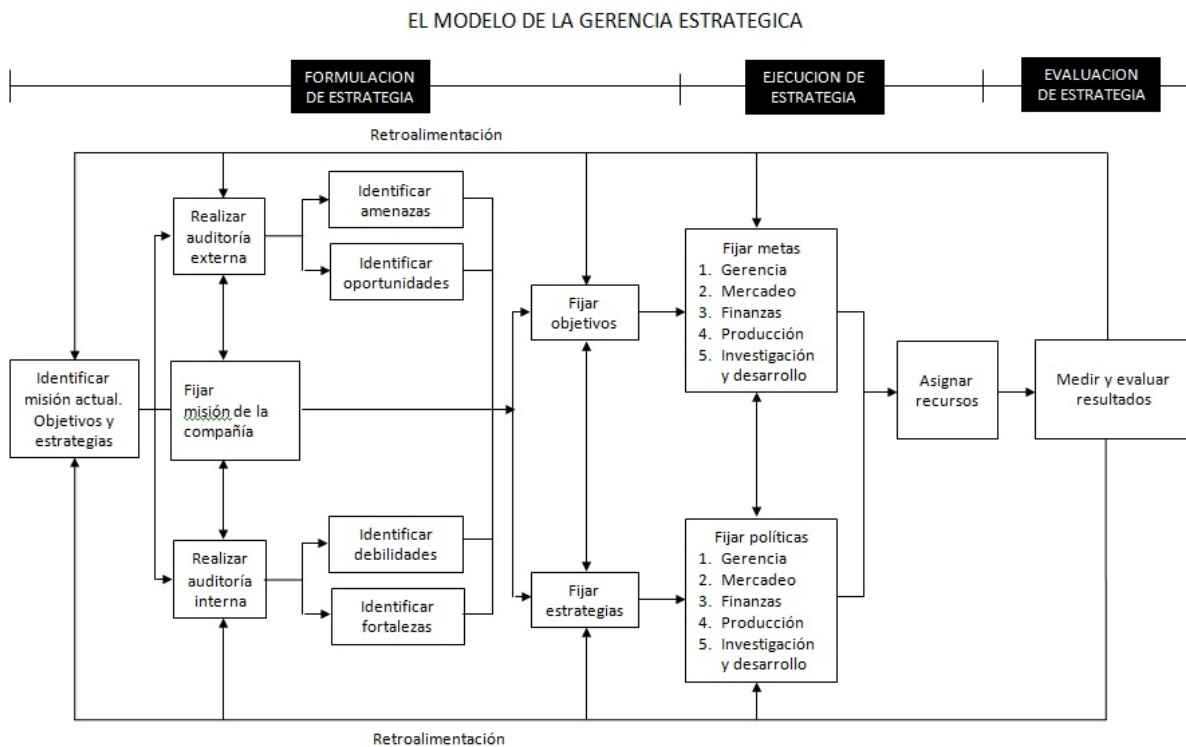 EL MODELO DE LA GERENCIA ESTRATEGICA
FORMULACION
DE ESTRATEGIA
EJECUCION DE
ESTRATEGIA
EVALUACION
DE ESTRATEGIA
Retroalimentación
Identificar
misión actual.
Objetivos y
estrategias
Realizar
auditoría
externa
Fijar
misión de la
compañía
Realizar
auditoría
interna
Identificar
amenazas
Identificar
oportunidades
Identificar
debilidades
Identificar
fortalezas
Fijar
objetivos
Fijar
estrategias
Fijar metas
1. Gerencia
2. Mercadeo
3. Finanzas
4. Producción
5. Investigación
y desarrollo
Fijar políticas
1. Gerencia
2. Mercadeo
3. Finanzas
4. Producción
5. Investigación
y desarrollo
Asignar
recursos
Medir y evaluar
resultados
Retroalimentación